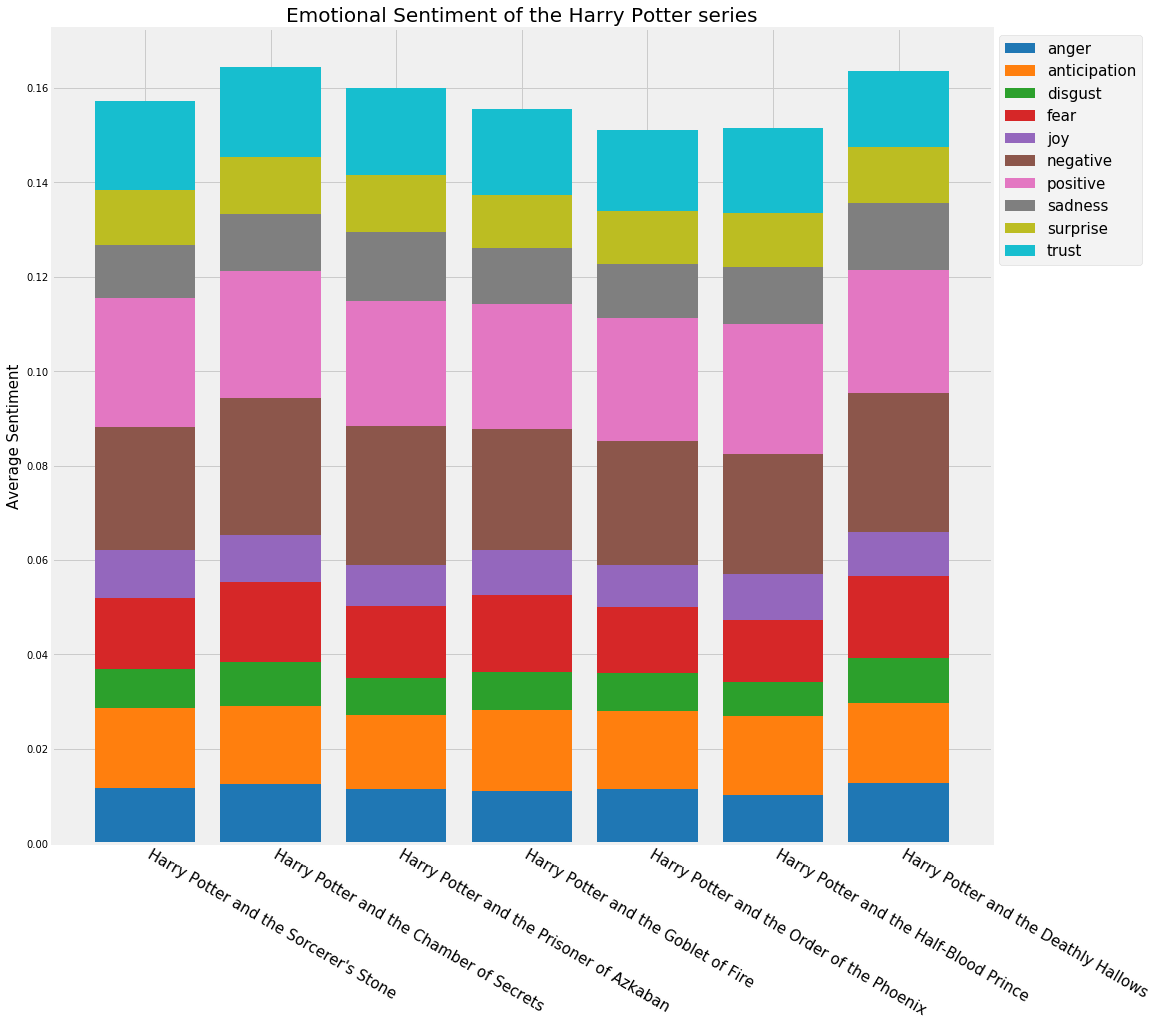 Emotional Sentiment of the Harry Potter series
anger
anticipation
disgust
fear
joy
negative
positive
sadness
surprise
trust
Average Sentiment
0.16
0.14
0.12
0.10
0.08
0.06
0.04
0.02
0.00
Harry Potter and the Sorcerer's Stone
Harry Potter and the Chamber of Secrets
Harry Potter and the Prisoner of Azkaban
Harry Potter and the Goblet of Fire
Harry Potter and the Order of the Phoenix
Harry Potter and the Half-Blood Prince
Harry Potter and the Deathly Hallows